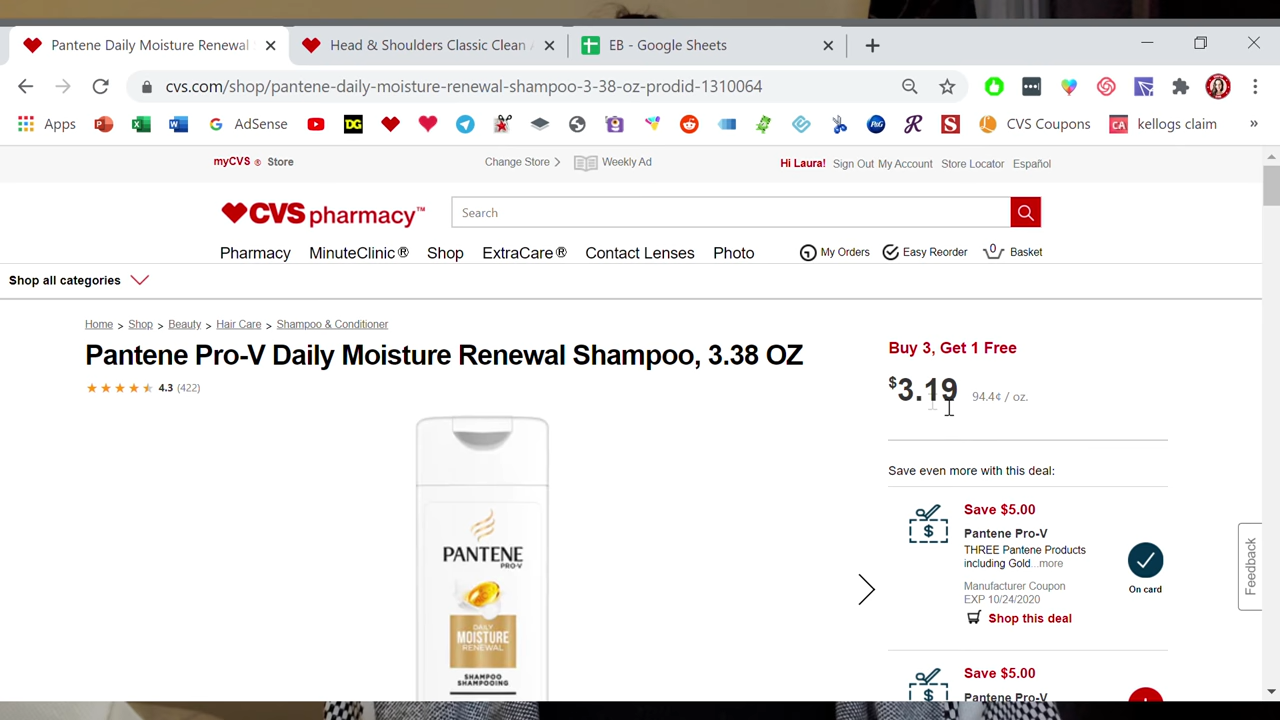 Pantene Daily Moisture Renewal
Head & Shoulders Classic Clean
EB - Google Sheets
cvs.com/shop/pantene-daily-moisture-renewal-shampoo-3-38-oz-prodid-1310064
Apps
AdSense
CVS Coupons
kellogs claim
»
myCVS ® Store
Change Store
Weekly Ad
Hi Laura!
Sign Out
My Account
Store Locator
Español
CVS pharmacy™
Search
Pharmacy
MinuteClinic®
Shop
ExtraCare®
Contact Lenses
Photo
My Orders
Easy Reorder
0
Basket
Shop all categories
Home > Shop > Beauty > Hair Care > Shampoo & Conditioner
Pantene Pro-V Daily Moisture Renewal Shampoo, 3.38 OZ
4.3 (422)
Buy 3, Get 1 Free
$3.19 94.4¢ / oz.
Save even more with this deal:
Save $5.00
Pantene Pro-V
THREE Pantene Products
including Gold...more
Manufacturer Coupon
EXP 10/24/2020
Shop this deal
On card
Save $5.00
Pantene Pro-V
Feedback
PANTENE
PRO-V
DAILY
MOISTURE
RENEWAL
SHAMPOO
SHAMPOOING